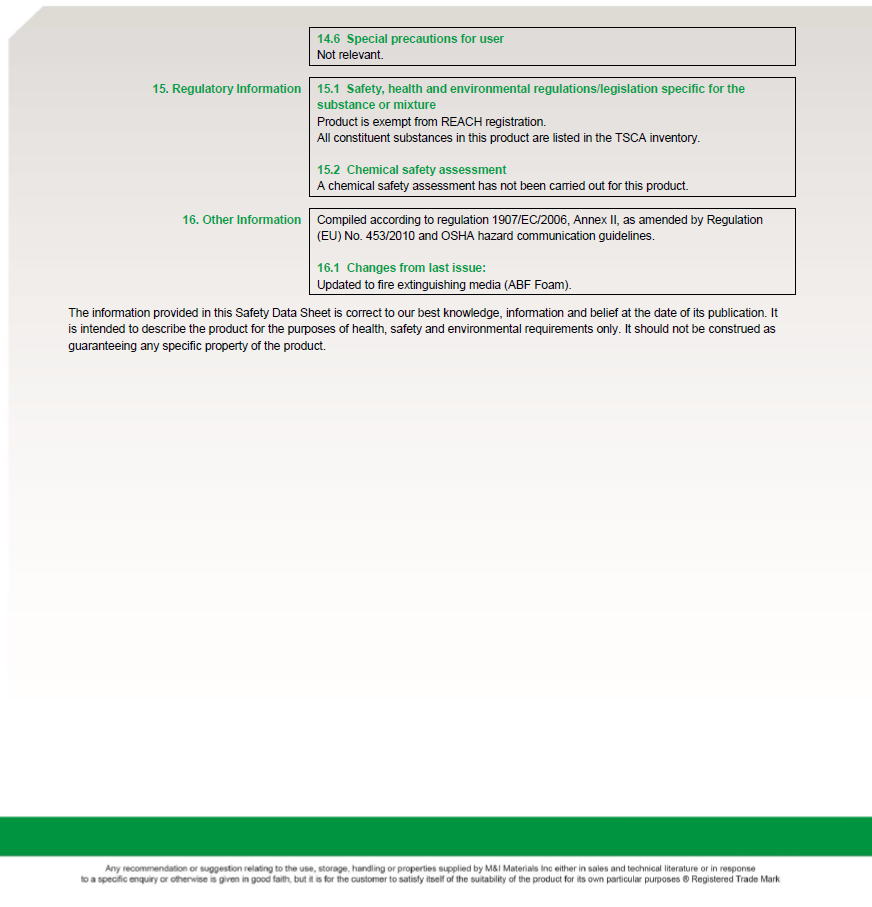 14.6 Special precautions for user
Not relevant.
15. Regulatory Information
15.1 Safety, health and environmental regulations/legislation specific for the
substance or mixture
Product is exempt from REACH registration.
All constituent substances in this product are listed in the TSCA inventory.
15.2 Chemical safety assessment
A chemical safety assessment has not been carried out for this product.
16. Other Information
Compiled according to regulation 1907/EC/2006, Annex II, as amended by Regulation
(EU) No. 453/2010 and OSHA hazard communication guidelines.
16.1 Changes from last issue:
Updated to fire extinguishing media (ABF Foam).
The information provided in this Safety Data Sheet is correct to our best knowledge, information and belief at the date of its publication. It
is intended to describe the product for the purposes of health, safety and environmental requirements only. It should not be construed as
guaranteeing any specific property of the product.
Any recommendation or suggestion relating to the use, storage, handling or properties supplied by M&I Materials Inc either in sales and technical literature or in response
to a specific enquiry or otherwise is given in good faith, but it is for the customer to satisfy itself of the suitability of the product for its own particular purposes ® Registered Trade Mark